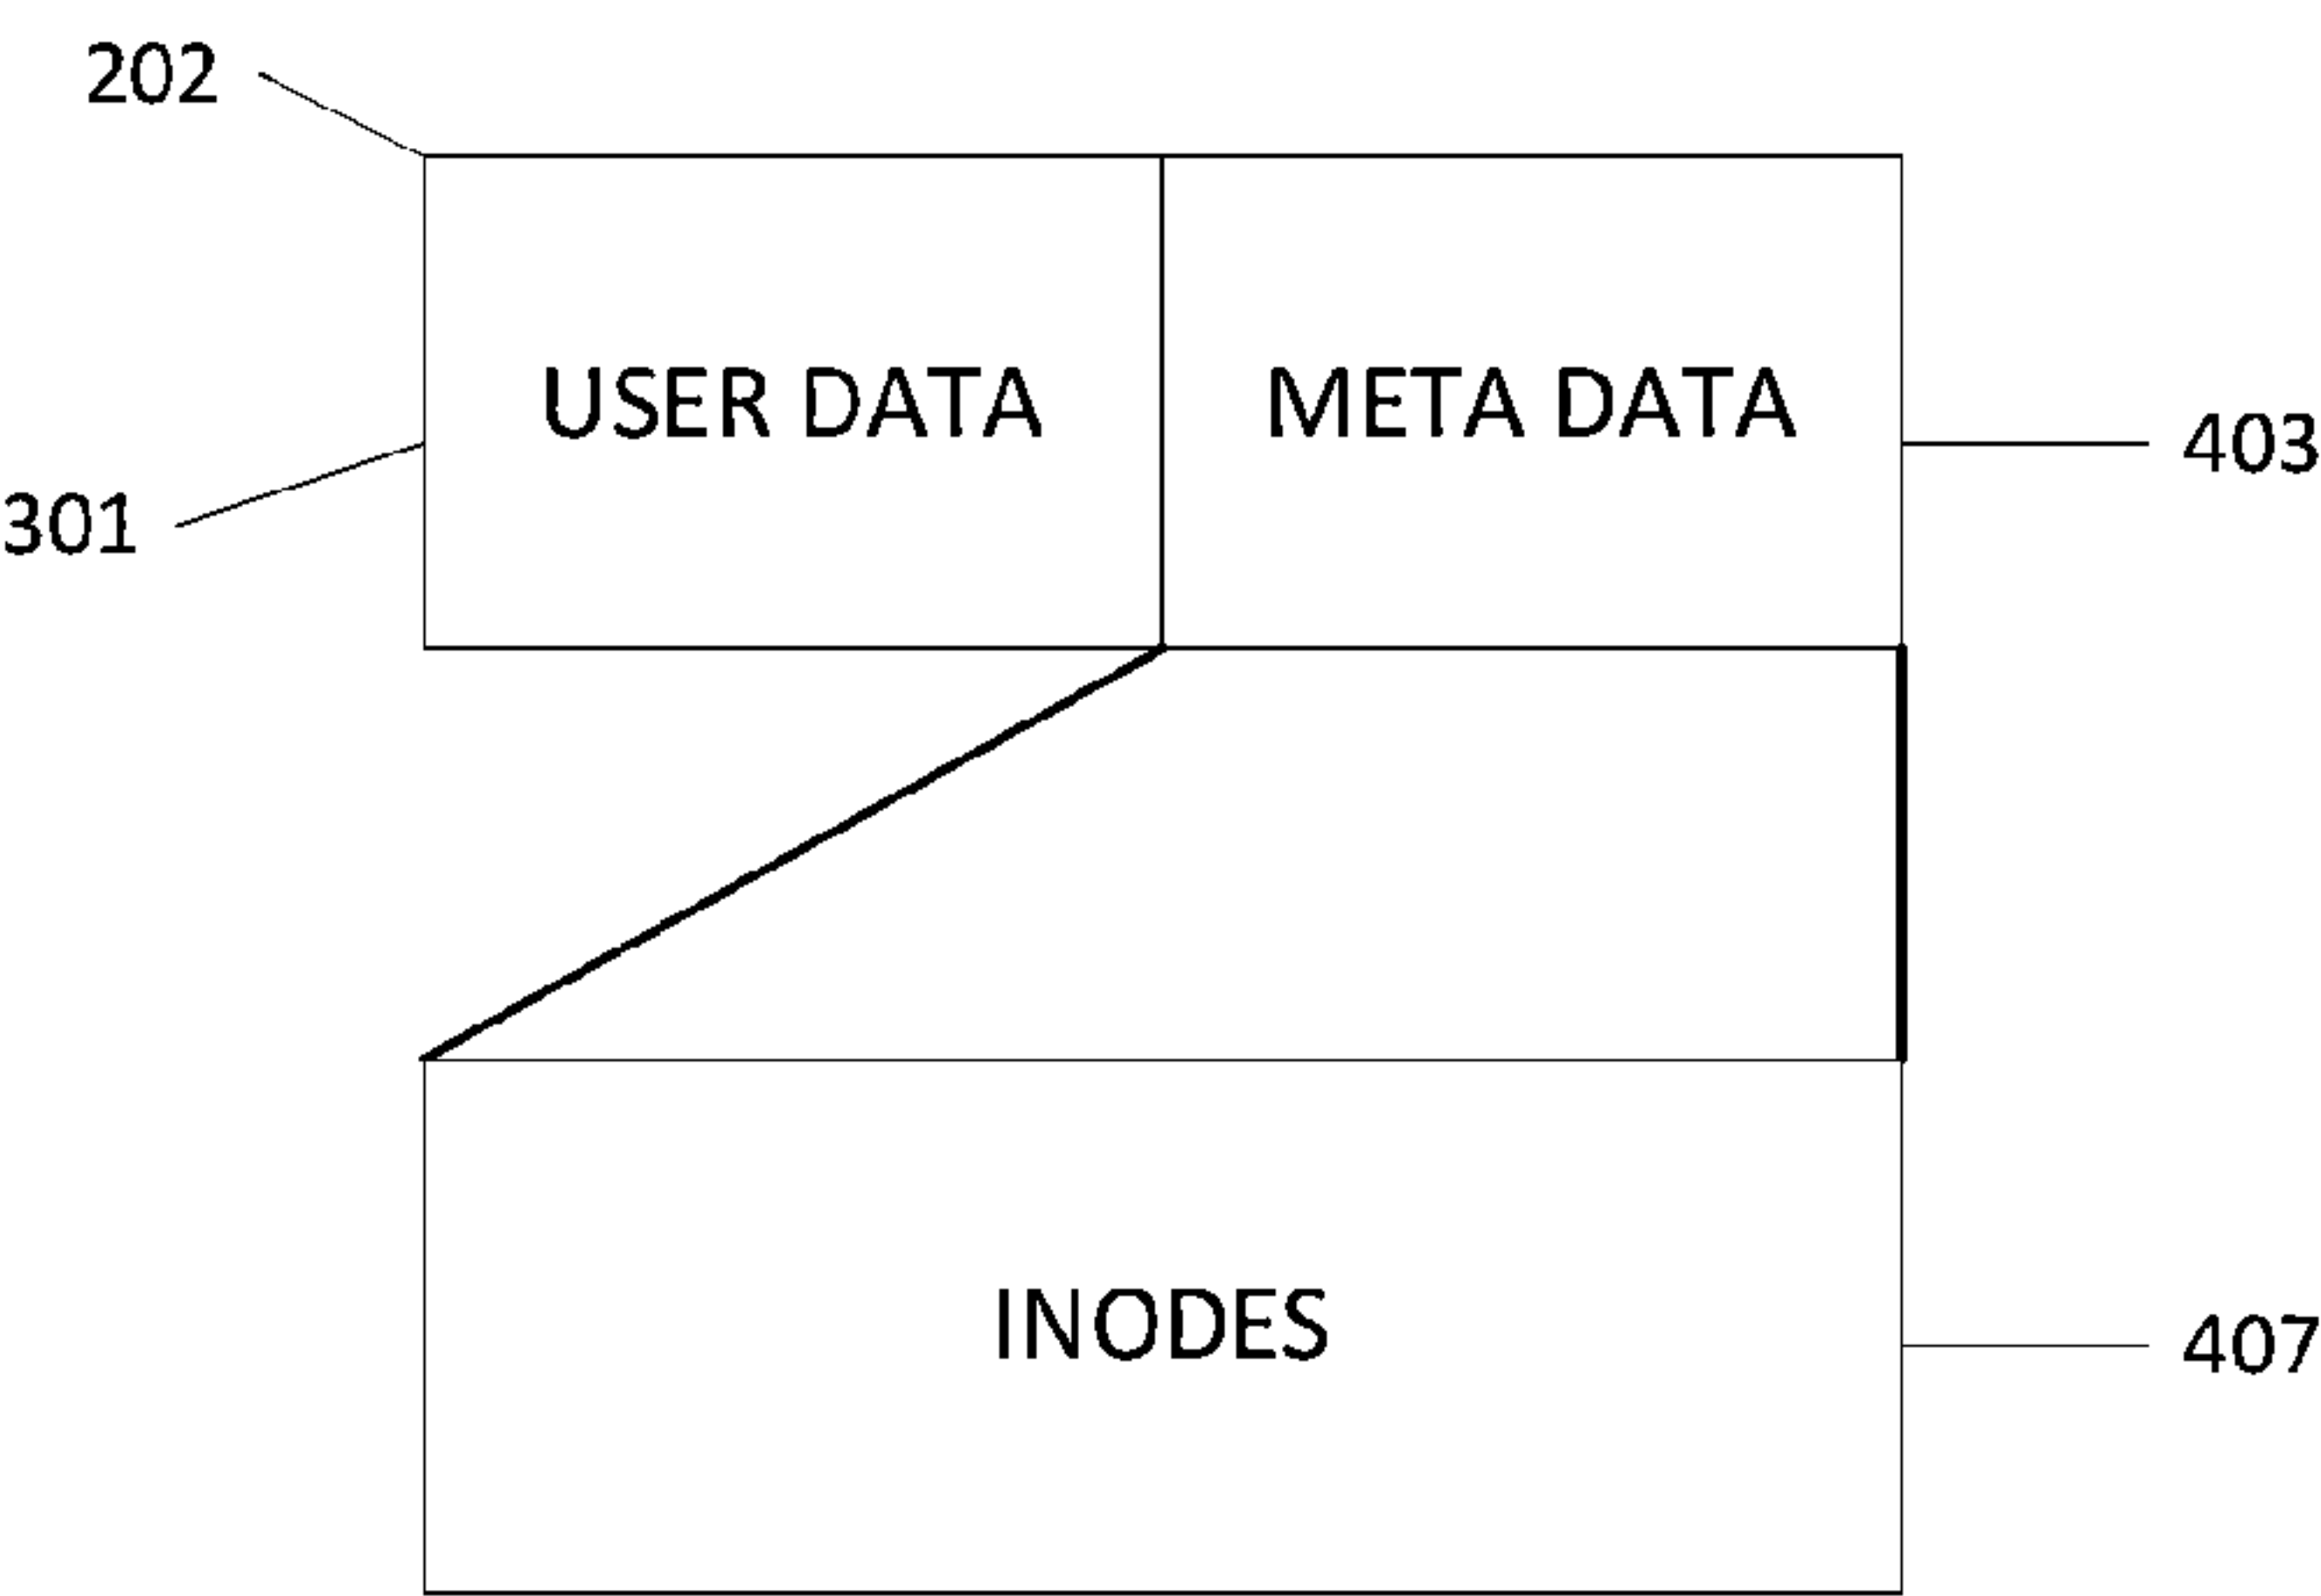 202
USER DATA
META DATA
403
301
INODES
407